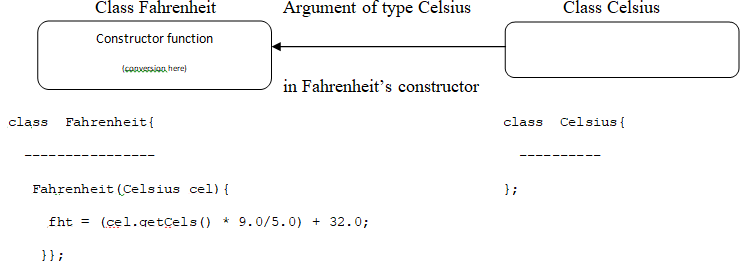 Class Fahrenheit Argument of type Celsius Class Celsius
Constructor function
(conversion here)
in Fahrenheit's constructor
class Fahrenheit{ class Celsius{
---------------- ----------
Fahrenheit(Celsius cel){ };
fht = (cel.getCels() * 9.0/5.0) + 32.0;
}};